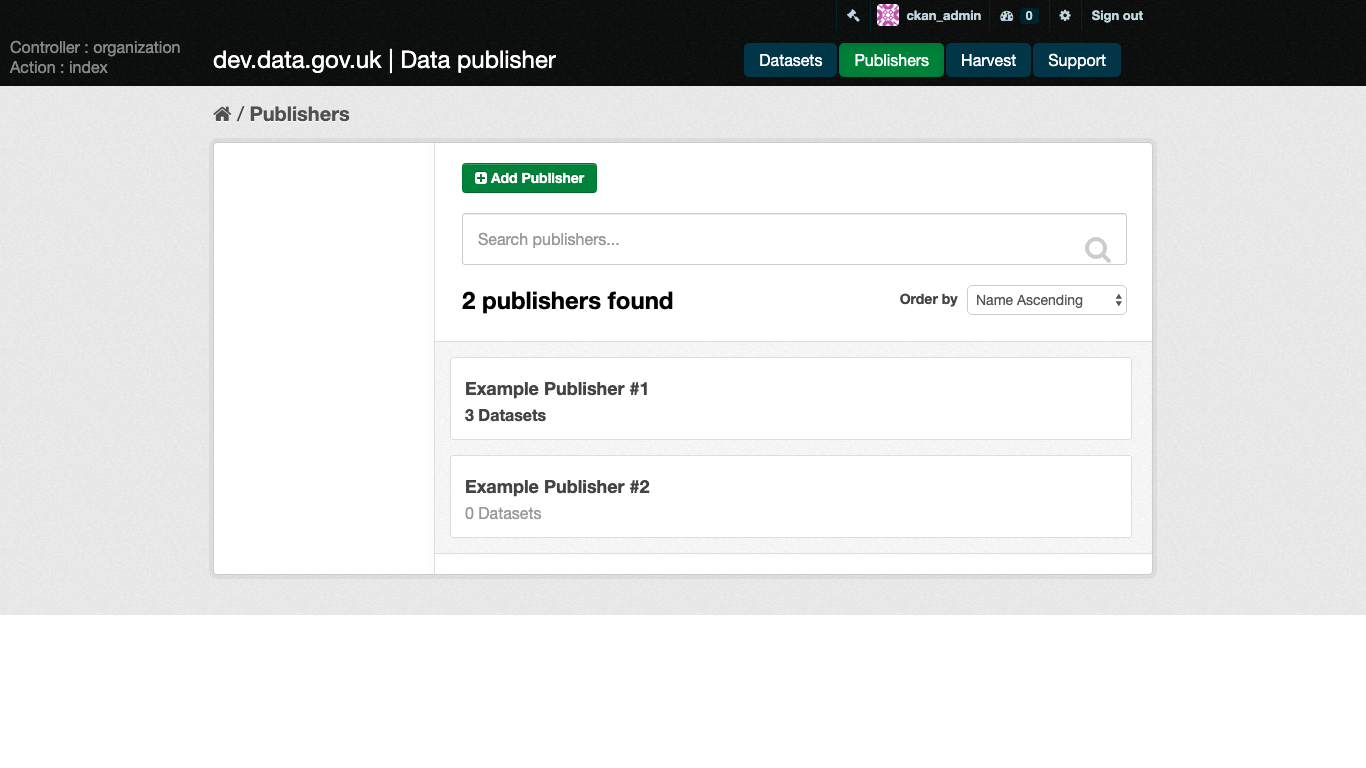 ckan_admin 0 Sign out
Controller : organization
Action : index
dev.data.gov.uk | Data publisher
Datasets Publishers Harvest Support
/ Publishers
Add Publisher
Search publishers...
2 publishers found
Order by Name Ascending
Example Publisher #1
3 Datasets
Example Publisher #2
0 Datasets